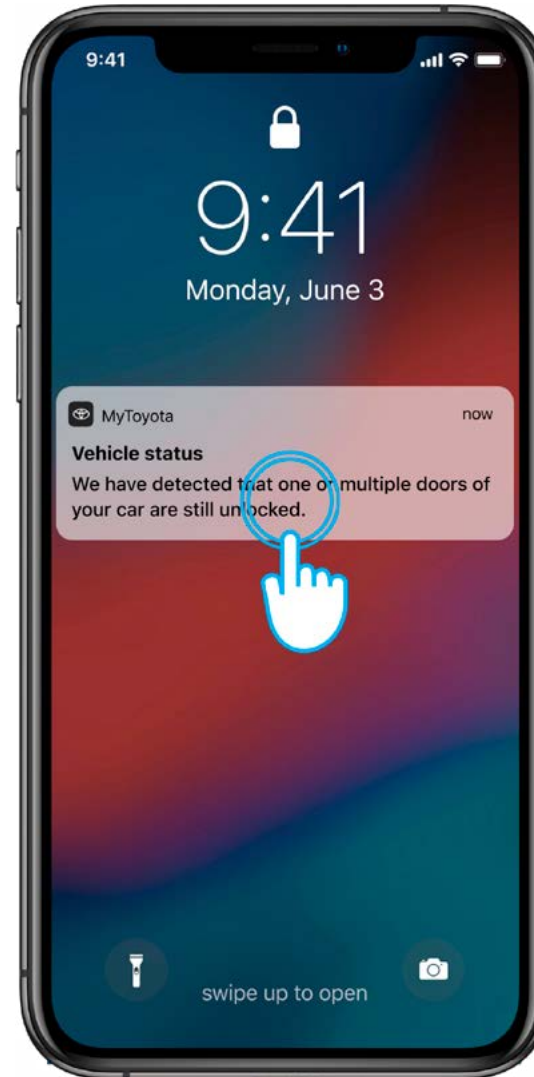 9:41
9:41
Monday, June 3
MyToyota now
Vehicle status
We have detected that one or multiple doors of
your car are still unlocked.
swipe up to open